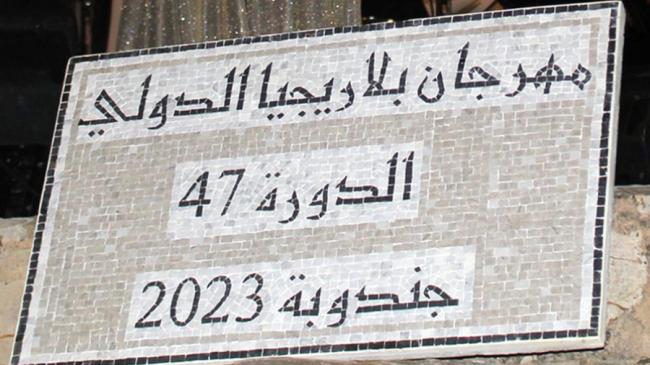 مهرجان بلاريجيا الدولي
الدورة 47
جندوبة 2023